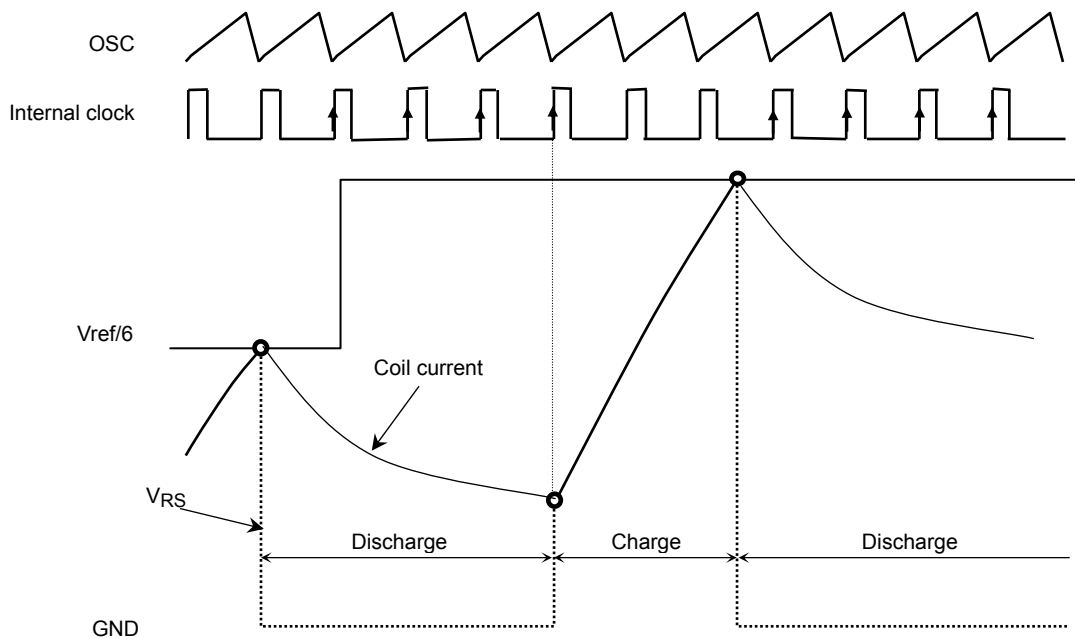 OSC
Internal clock
Vref/6
Coil current
VRS
Discharge
Charge
Discharge
GND